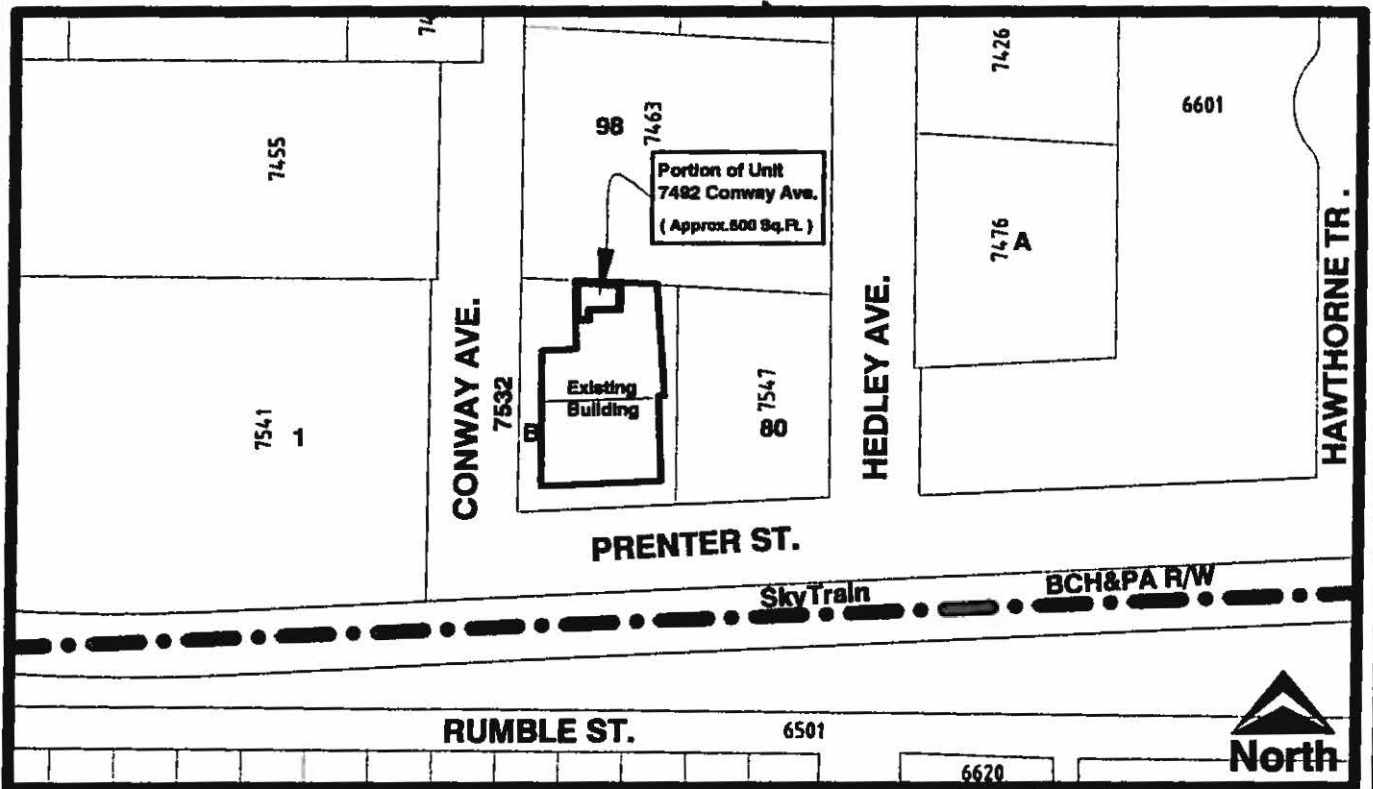 74
7426
6601
98
7463
7455
Portion of Unit
7492 Conway Ave.
( Approx.500 Sq.Ft. )
7476
A
HAWTHORNE TR.
CONWAY AVE.
HEDLEY AVE.
7532
Existing
Building
7547
80
7541
1
B
PRENTER ST.
SkyTrain
BCH&PA R/W
RUMBLE ST.
6501
North
6620